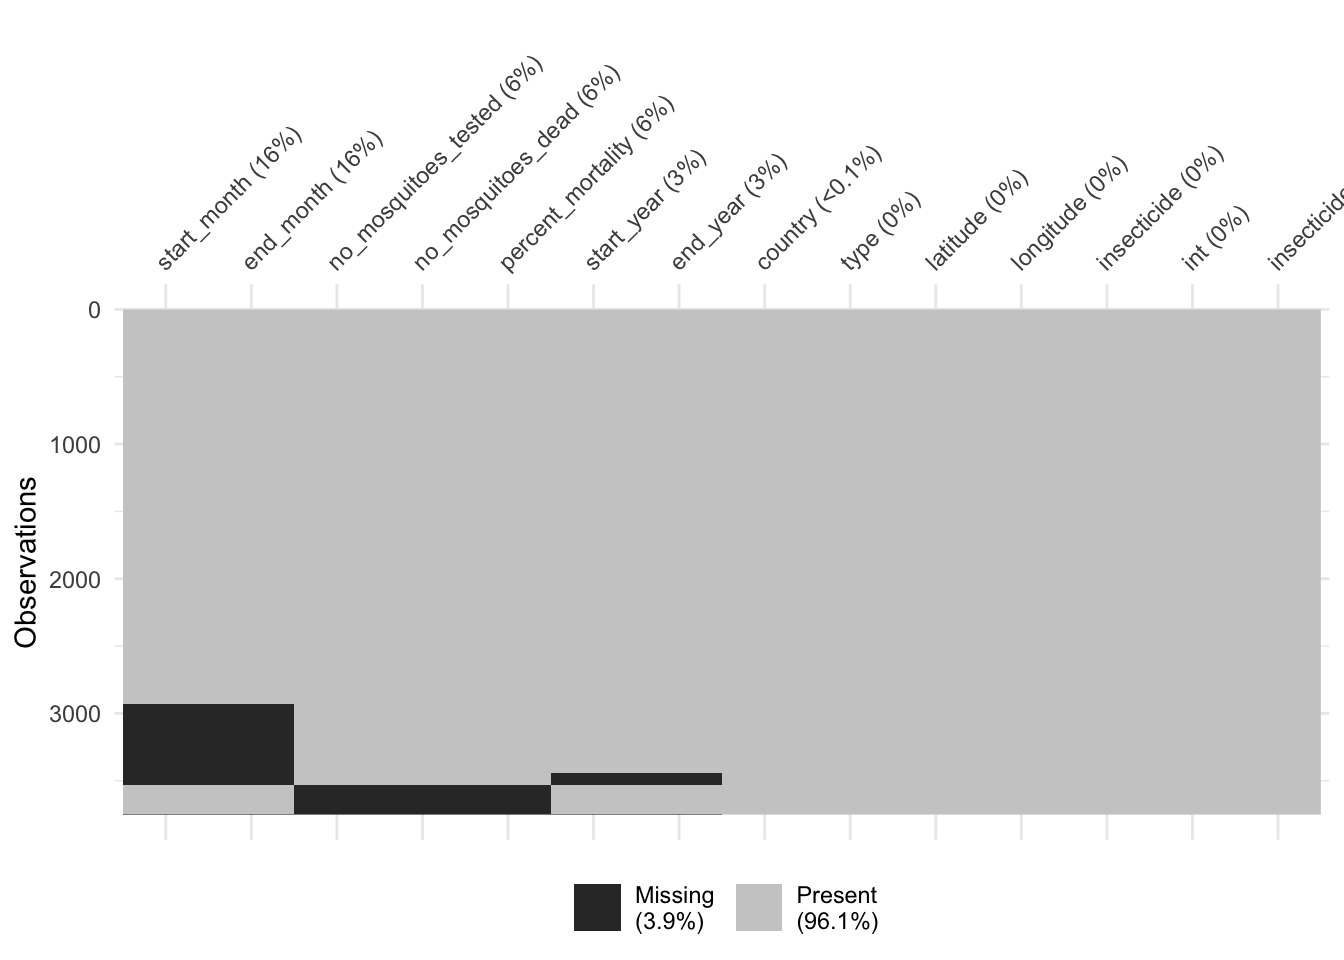 start_month (16%)
end_month (16%)
no_mosquitoes_tested (6%)
no_mosquitoes_dead (6%)
percent_mortality (6%)
start_year (3%)
end_year (3%)
country (<0.1%)
type (0%)
latitude (0%)
longitude (0%)
insecticide (0%)
int (0%)
insecticide
0
1000
2000
3000
Observations
Missing
(3.9%)
Present
(96.1%)